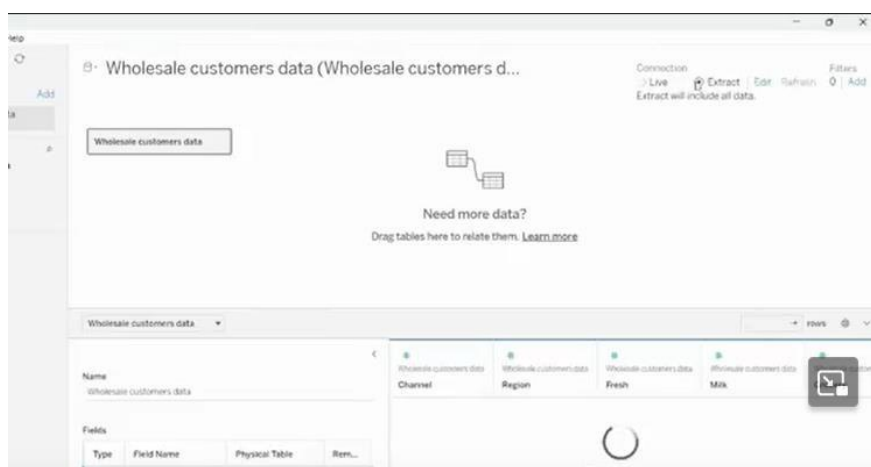 Help
Wholesale customers data (Wholesale customers d...
Connection
Live Extract Edit Refresh
Extract will include all data.
Filters
0 Add
Add
ta
Wholesale customers data
Need more data?
Drag tables here to relate them. Learn more
Wholesale customers data
rows
Name
Wholesale customers data
Fields
Type Field Name Physical Table Rem...
Wholesale customers data Wholesale customers data Wholesale customers data Wholesale customers data
Channel Region Fresh Milk